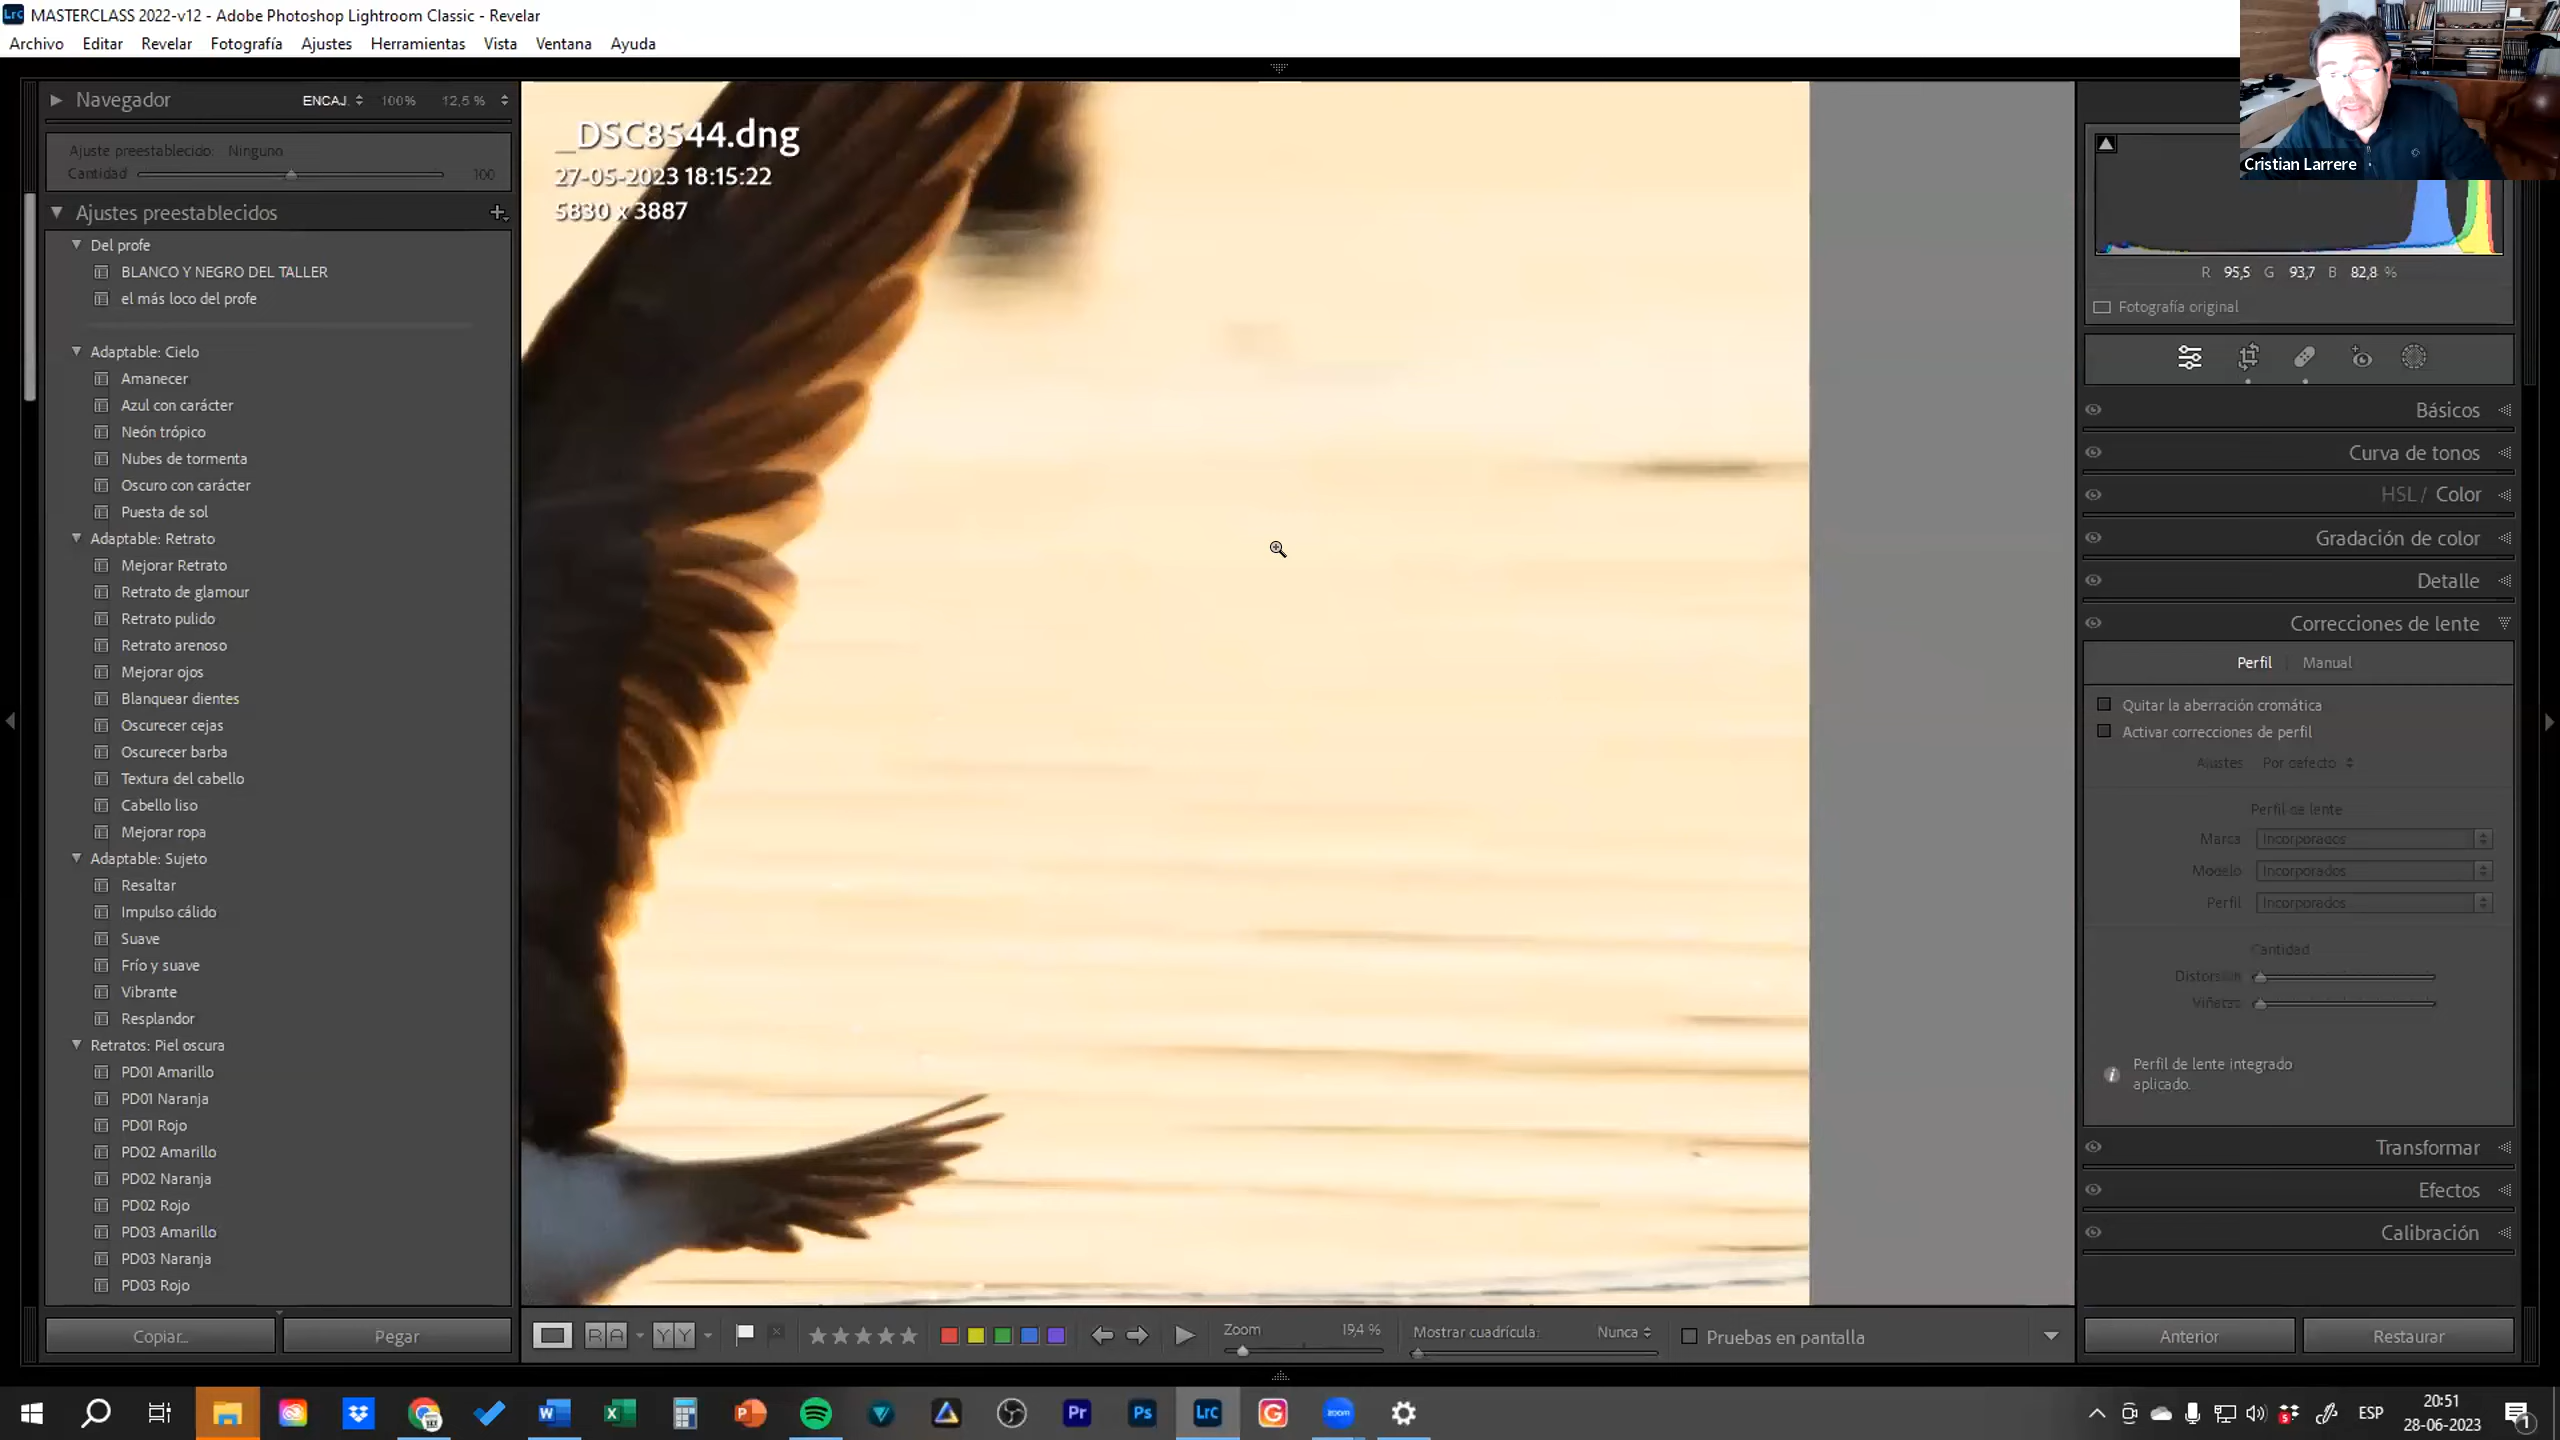 MASTERCLASS 2022-v12 - Adobe Photoshop Lightroom Classic - Revelar
Archivo Editar Revelar Fotografía Ajustes Herramientas Vista Ventana Ayuda
Navegador ENCAJ. 100% 12,5 %
Ajuste preestablecido: Ninguno
Cantidad 100
Ajustes preestablecidos
Del profe
BLANCO Y NEGRO DEL TALLER
el más loco del profe
Adaptable: Cielo
Amanecer
Azul con carácter
Neón trópico
Nubes de tormenta
Oscuro con carácter
Puesta de sol
Adaptable: Retrato
Mejorar Retrato
Retrato de glamour
Retrato pulido
Retrato arenoso
Mejorar ojos
Blanquear dientes
Oscurecer cejas
Oscurecer barba
Textura del cabello
Cabello liso
Mejorar ropa
Adaptable: Sujeto
Resaltar
Impulso cálido
Suave
Frío y suave
Vibrante
Resplandor
Retratos: Piel oscura
PD01 Amarillo
PD01 Naranja
PD01 Rojo
PD02 Amarillo
PD02 Naranja
PD02 Rojo
PD03 Amarillo
PD03 Naranja
PD03 Rojo
Copiar... Pegar
_DSC8544.dng
27-05-2023 18:15:22
5830 x 3887
RA YY Zoom 19,4 % Mostrar cuadrícula: Nunca Pruebas en pantalla
Cristian Larrere
R 95,5 G 93,7 B 82,8 %
Fotografía original
Básicos
Curva de tonos
HSL / Color
Gradación de color
Detalle
Correcciones de lente
Perfil Manual
Quitar la aberración cromática
Activar correcciones de perfil
Ajustes Por defecto
Perfil de lente
Marca Incorporados
Modelo Incorporados
Perfil Incorporados
Cantidad
Distorsión
Viñetas
Perfil de lente integrado
aplicado.
Transformar
Efectos
Calibración
Anterior Restaurar
W X P Pr Ps LrC G zoom
ESP
20:51
28-06-2023
1